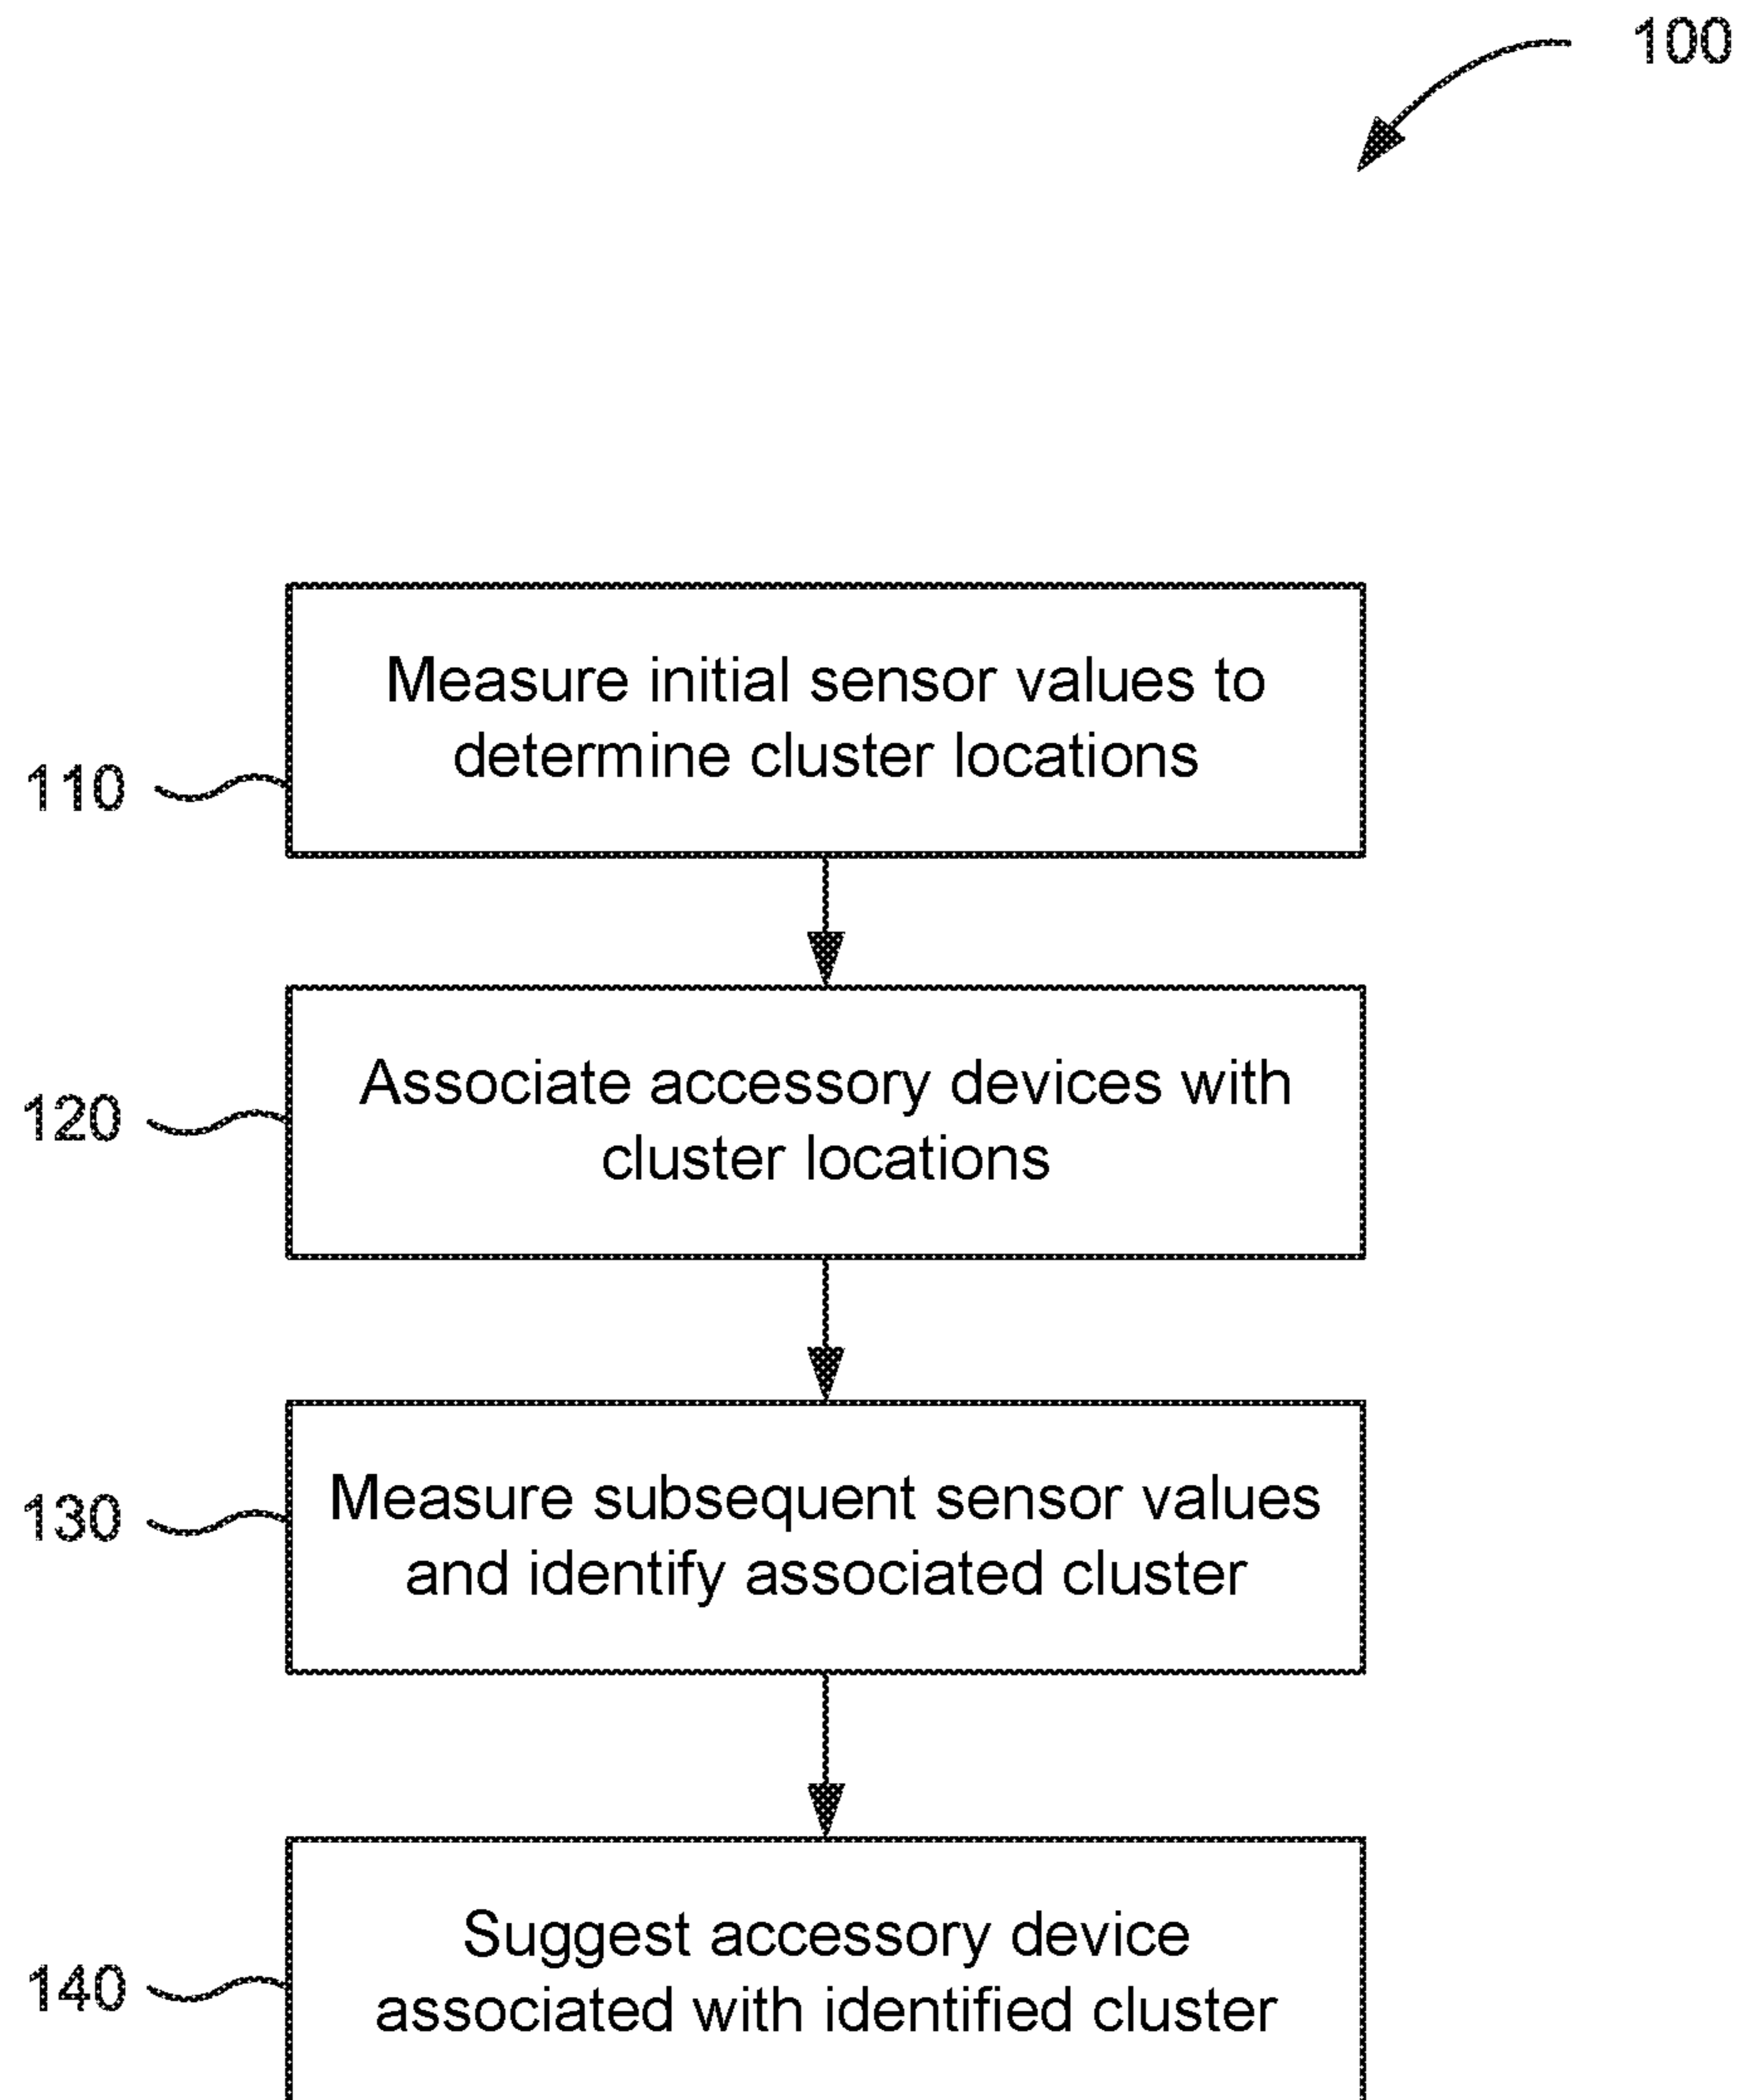 100
Measure initial sensor values to
determine cluster locations
110
Associate accessory devices with
cluster locations
120
Measure subsequent sensor values
and identify associated cluster
130
Suggest accessory device
associated with identified cluster
140